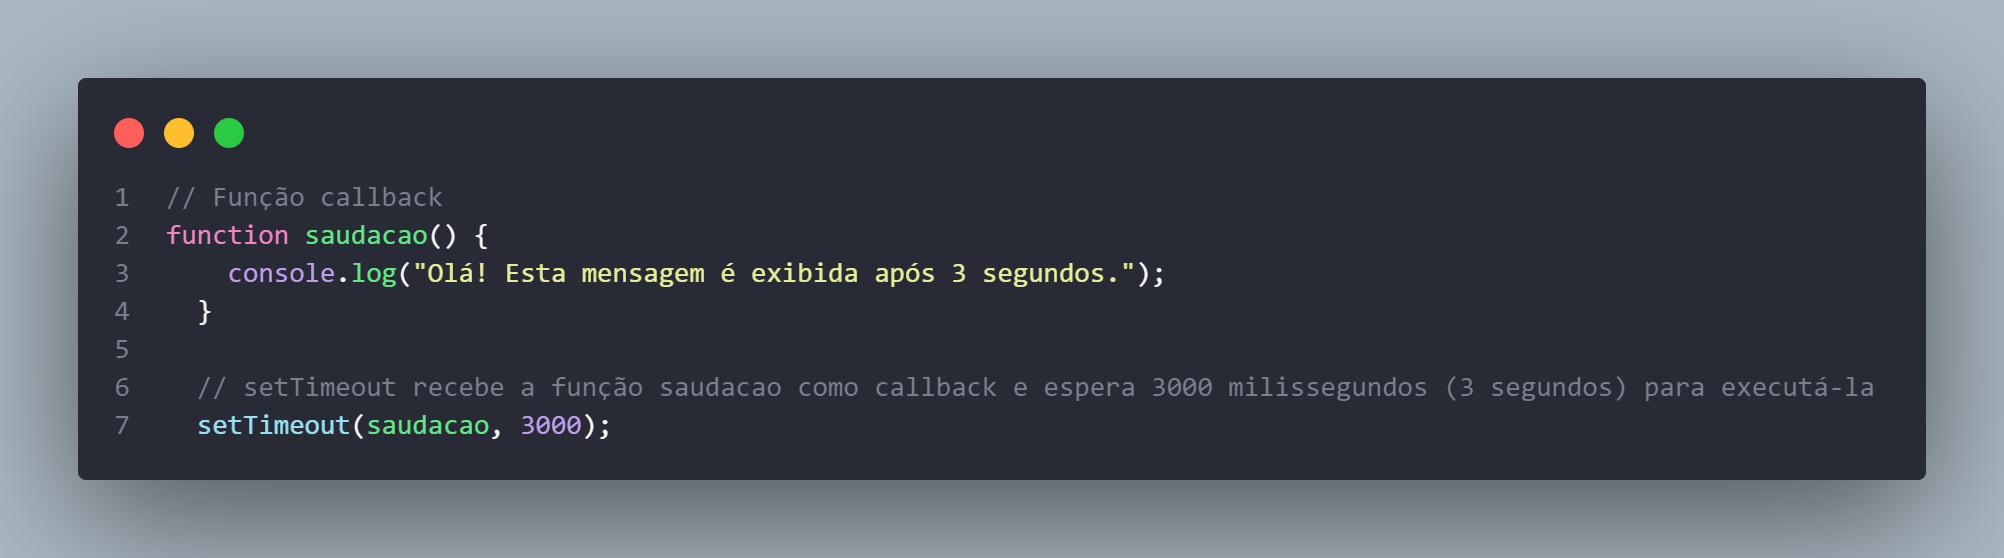 1 // Função callback
2 function saudacao() {
3     console.log("Olá! Esta mensagem é exibida após 3 segundos.");
4   }
5
6   // setTimeout recebe a função saudacao como callback e espera 3000 milissegundos (3 segundos) para executá-la
7   setTimeout(saudacao, 3000);